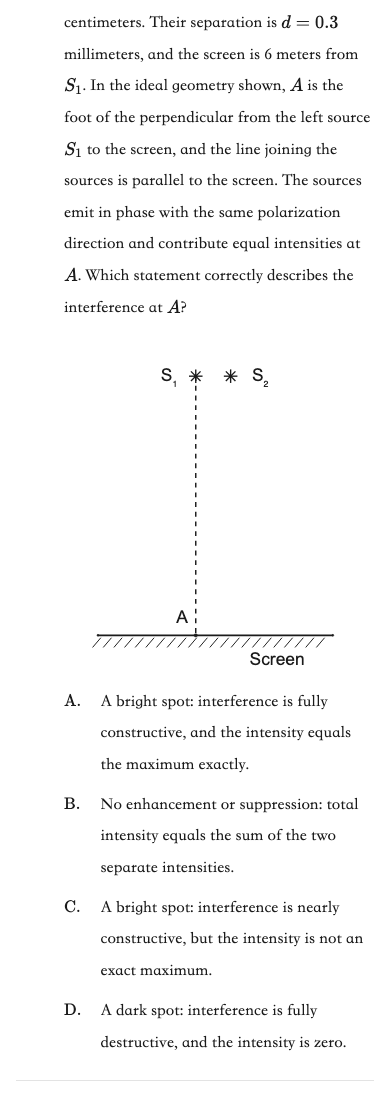 centimeters. Their separation is d = 0.3
millimeters, and the screen is 6 meters from
S₁. In the ideal geometry shown, A is the
foot of the perpendicular from the left source
S₁ to the screen, and the line joining the
sources is parallel to the screen. The sources
emit in phase with the same polarization
direction and contribute equal intensities at
A. Which statement correctly describes the
interference at A?
S₁ S₂
A
Screen
A. A bright spot: interference is fully
constructive, and the intensity equals
the maximum exactly.
B. No enhancement or suppression: total
intensity equals the sum of the two
separate intensities.
C. A bright spot: interference is nearly
constructive, but the intensity is not an
exact maximum.
D. A dark spot: interference is fully
destructive, and the intensity is zero.